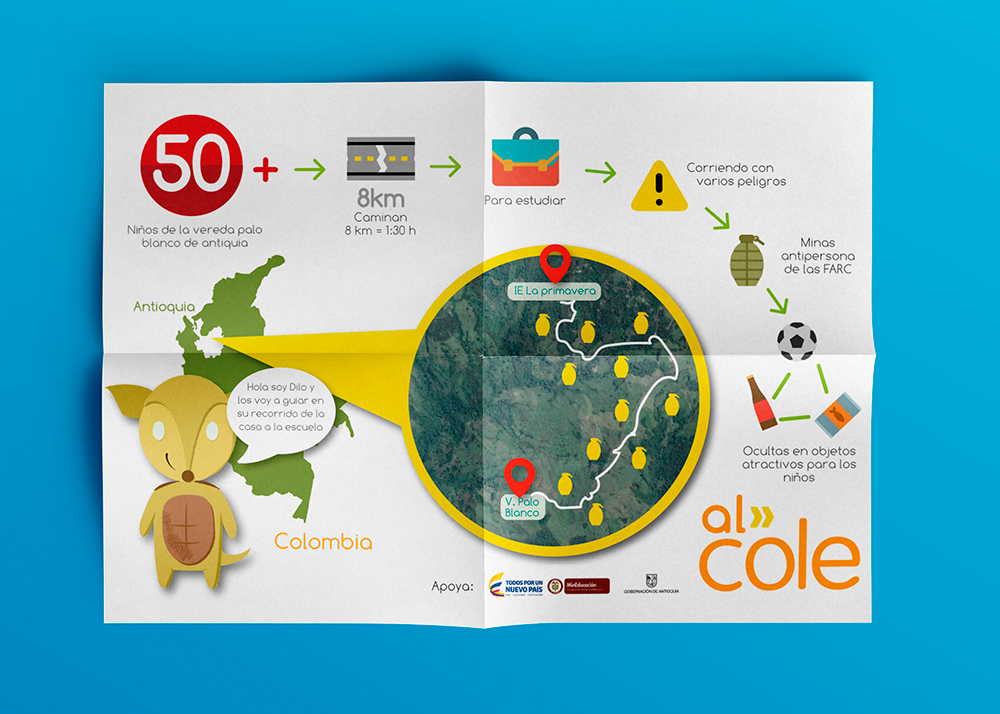 50
Niños de la vereda palo
blanco de antiquia
8km
Caminan
8 km = 1:30 h
Para estudiar
Corriendo con
varios peligros
Minas
antipersona
de las FARC
Ocultas en objetos
atractivos para los
niños
Antioquia
Hola soy Dilo y
los voy a guiar en
su recorrido de la
casa a la escuela
Colombia
IE La primavera
V. Palo
Blanco
al
cole
Apoya:
TODOS POR UN
NUEVO PAÍS
MinEducación
GOBERNACIÓN DE ANTIOQUIA